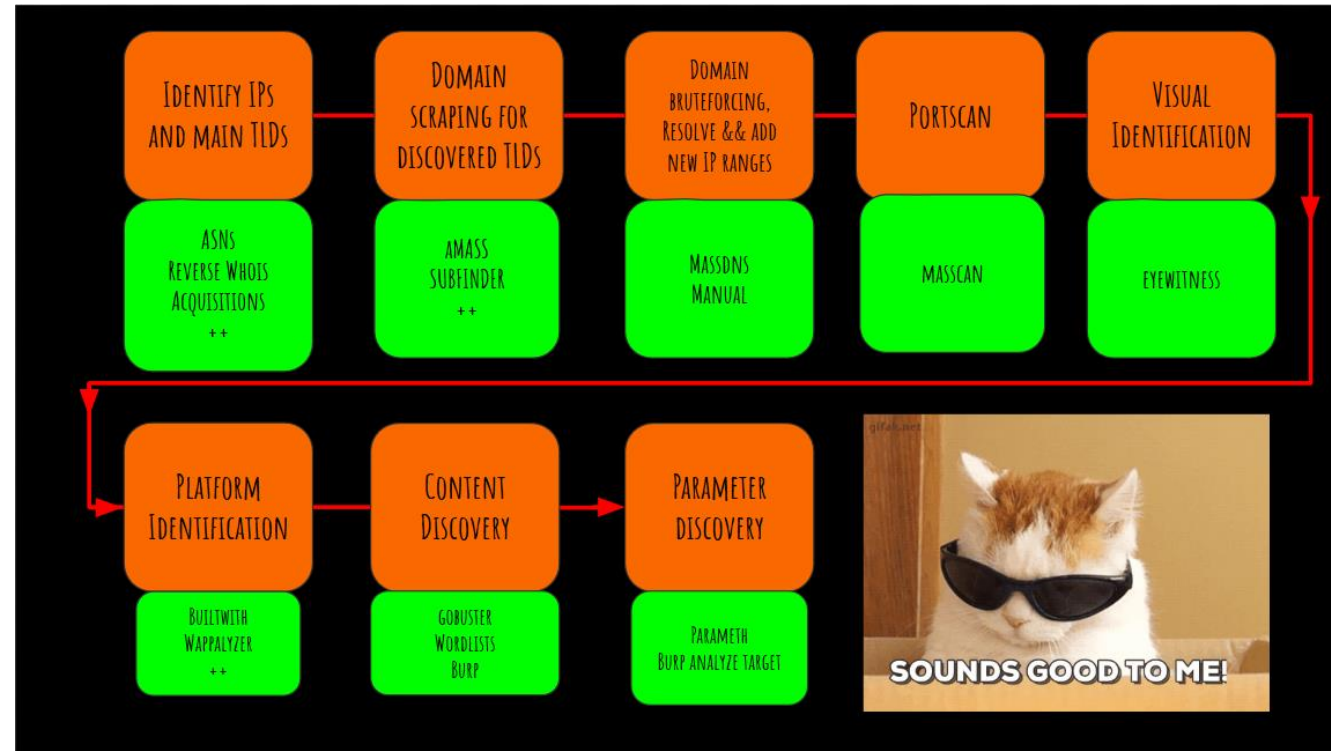 IDENTIFY IPS
AND MAIN TLDS
DOMAIN
SCRAPING FOR
DISCOVERED TLDS
DOMAIN
BRUTEFORCING,
RESOLVE && ADD
NEW IP RANGES
PORTSCAN
VISUAL
IDENTIFICATION
ASNS
REVERSE WHOIS
ACQUISITIONS
++
AMASS
SUBFINDER
++
MASSDNS
MANUAL
MASSCAN
EYEWITNESS
PLATFORM
IDENTIFICATION
CONTENT
DISCOVERY
PARAMETER
DISCOVERY
BUILTWITH
WAPPALYZER
++
GOBUSTER
WORDLISTS
BURP
PARAMETH
BURP ANALYZE TARGET
gifak.net
SOUNDS GOOD TO ME!